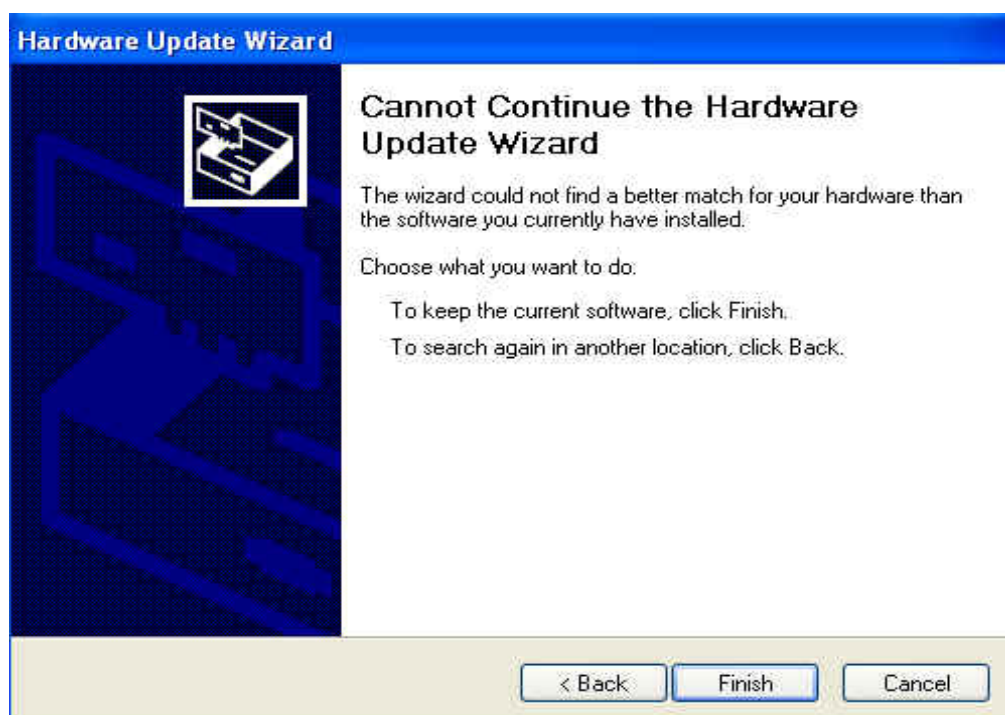 Hardware Update Wizard
Cannot Continue the Hardware
Update Wizard
The wizard could not find a better match for your hardware than
the software you currently have installed.
Choose what you want to do.
To keep the current software, click Finish.
To search again in another location, click Back.
< Back
Finish
Cancel